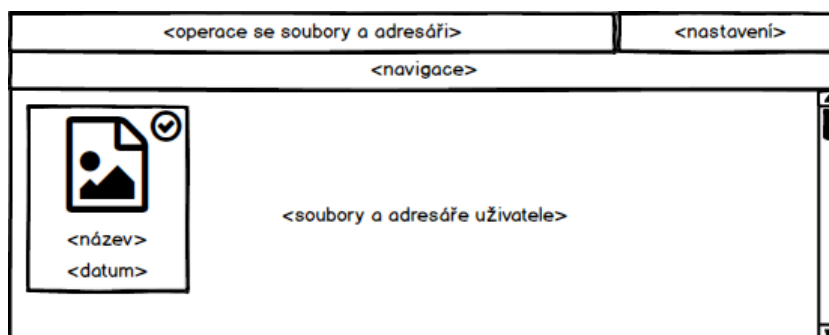 <operace se soubory a adresáři>
<nastavení>
<navigace>
<soubory a adresáře uživatele>
<název>
<datum>